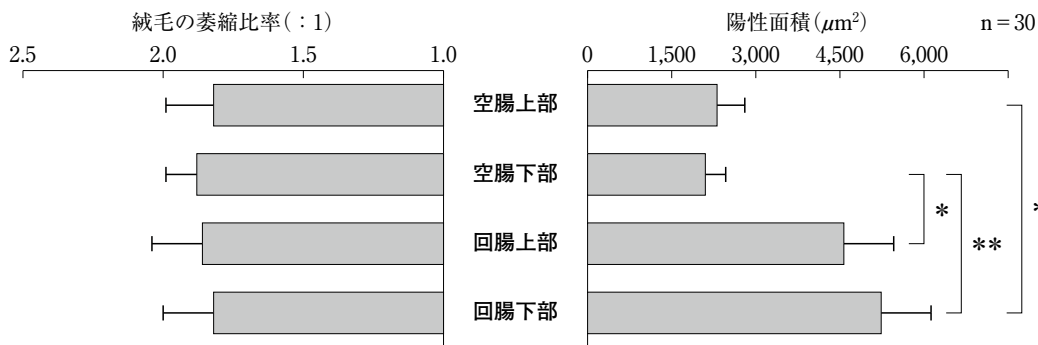 絨毛の萎縮比率(：1)
陽性面積(μm²)
n = 30
2.5 2.0 1.5 1.0
0 1,500 3,000 4,500 6,000
空腸上部
空腸下部
回腸上部
回腸下部
*
**
*